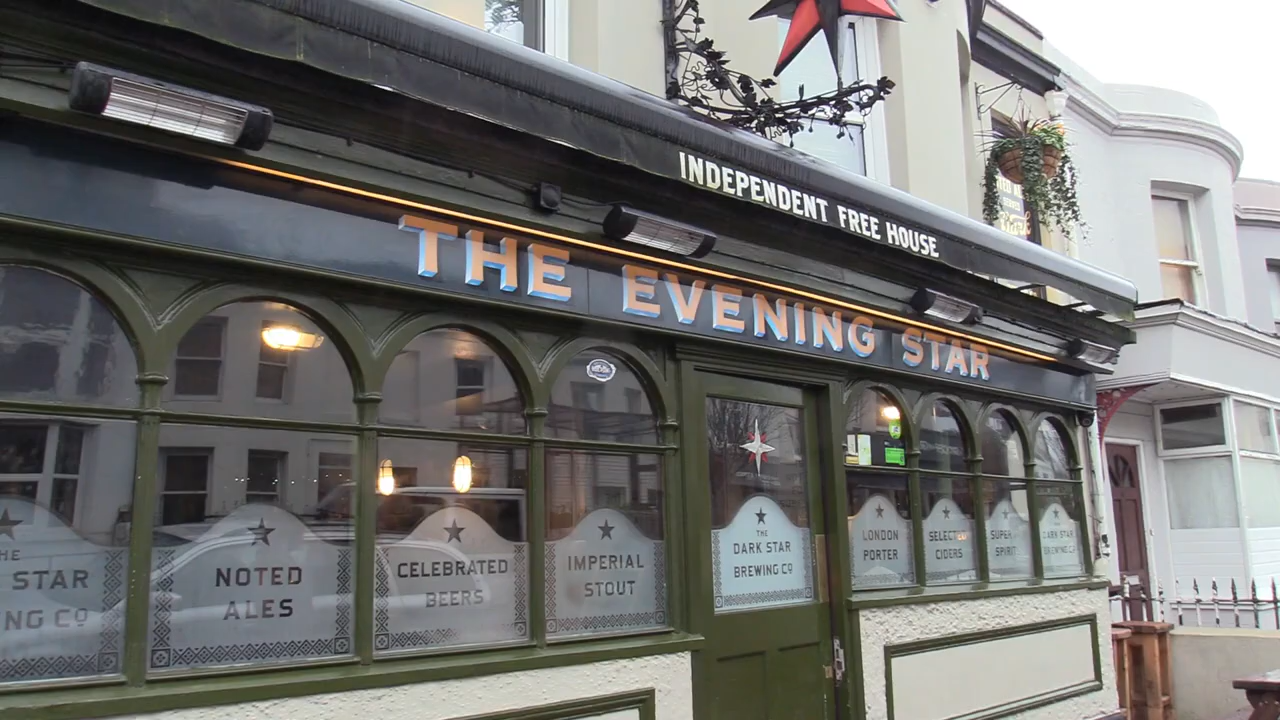 INDEPENDENT FREE HOUSE
THE EVENING STAR
THE
STAR
NG Cº
NOTED
ALES
CELEBRATED
BEERS
IMPERIAL
STOUT
THE
DARK STAR
BREWING Cº
LONDON
PORTER
SELECT
CIDERS
SUPER
SPIRIT
DARK STAR
BREWING Cº